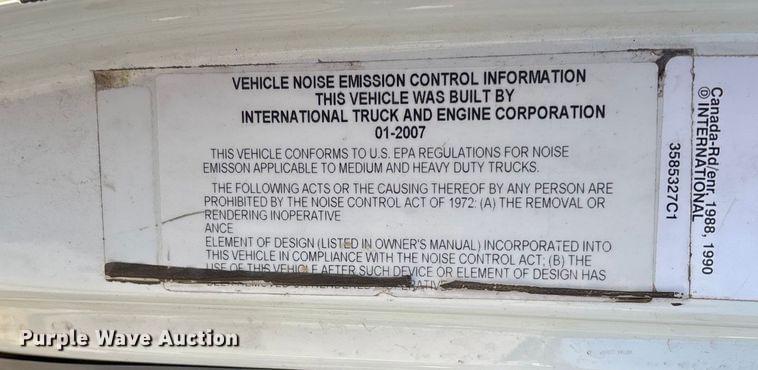 VEHICLE NOISE EMISSION CONTROL INFORMATION
THIS VEHICLE WAS BUILT BY
INTERNATIONAL TRUCK AND ENGINE CORPORATION
01-2007
THIS VEHICLE CONFORMS TO U.S. EPA REGULATIONS FOR NOISE
EMISSON APPLICABLE TO MEDIUM AND HEAVY DUTY TRUCKS.
THE FOLLOWING ACTS OR THE CAUSING THEREOF BY ANY PERSON ARE
PROHIBITED BY THE NOISE CONTROL ACT OF 1972: (A) THE REMOVAL OR
RENDERING INOPERATIVE
ANCE
ELEMENT OF DESIGN (LISTED IN OWNER'S MANUAL) INCORPORATED INTO
THIS VEHICLE IN COMPLIANCE WITH THE NOISE CONTROL ACT; (B) THE
USE OF THIS VEHICLE AFTER SUCH DEVICE OR ELEMENT OF DESIGN HAS
Canada-Rd/enr. 1988, 1990
©INTERNATIONAL
3585327C1
Purple Wave Auction